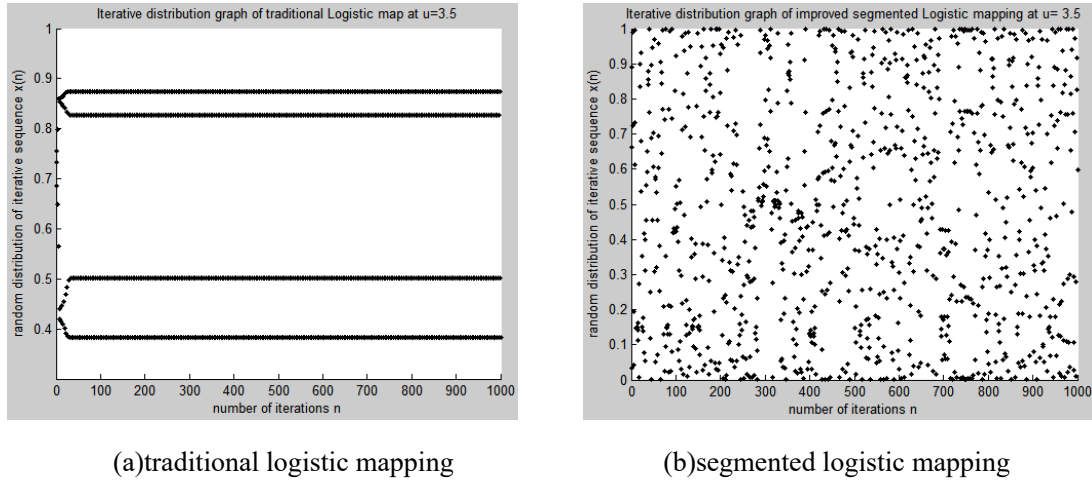 Iterative distribution graph of traditional Logistic map at u=3.5
random distribution of iterative sequence x(n)
1
0.9
0.8
0.7
0.6
0.5
0.4
0 100 200 300 400 500 600 700 800 900 1000
number of iterations n
(a)traditional logistic mapping
Iterative distribution graph of improved segmented Logistic mapping at u= 3.5
random distribution of iterative sequence x(n)
1
0.9
0.8
0.7
0.6
0.5
0.4
0.3
0.2
0.1
0
0 100 200 300 400 500 600 700 800 900 1000
number of iterations n
(b)segmented logistic mapping